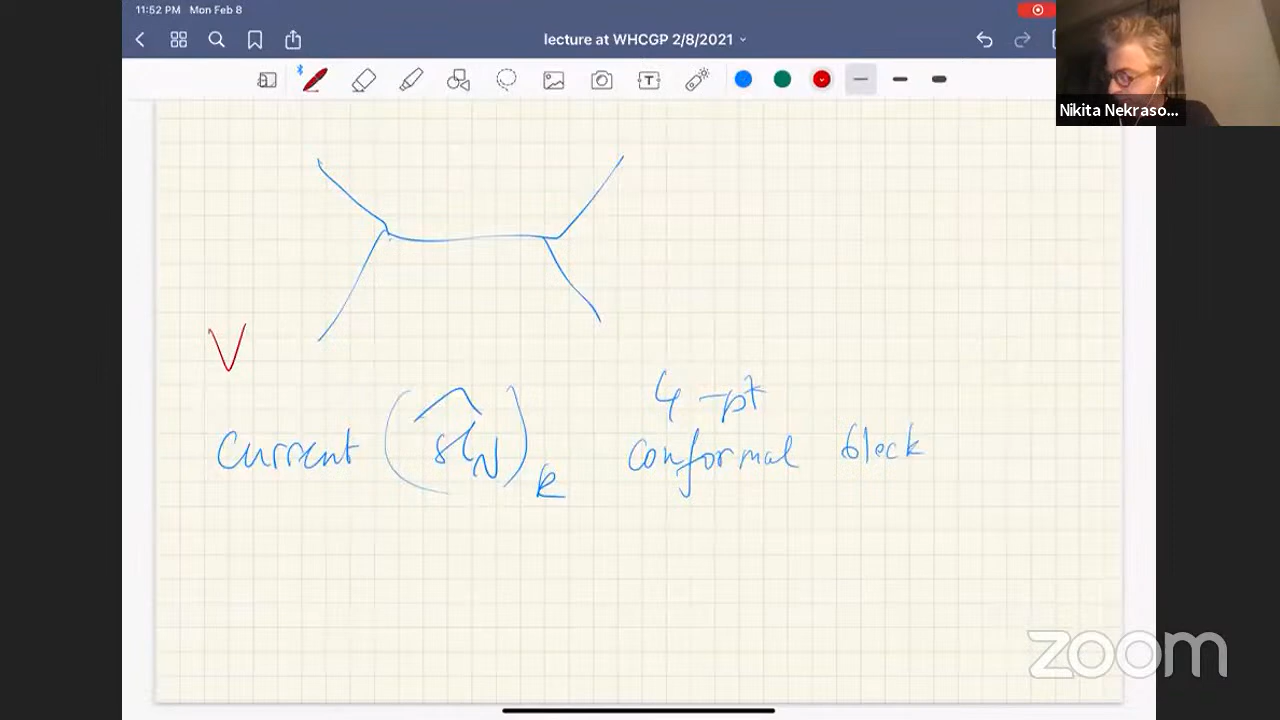 11:52 PM Mon Feb 8
lecture at WHCGP 2/8/2021
Nikita Nekraso...
V
4-pt
Current (\widehat{sl_N})_k conformal block
zoom